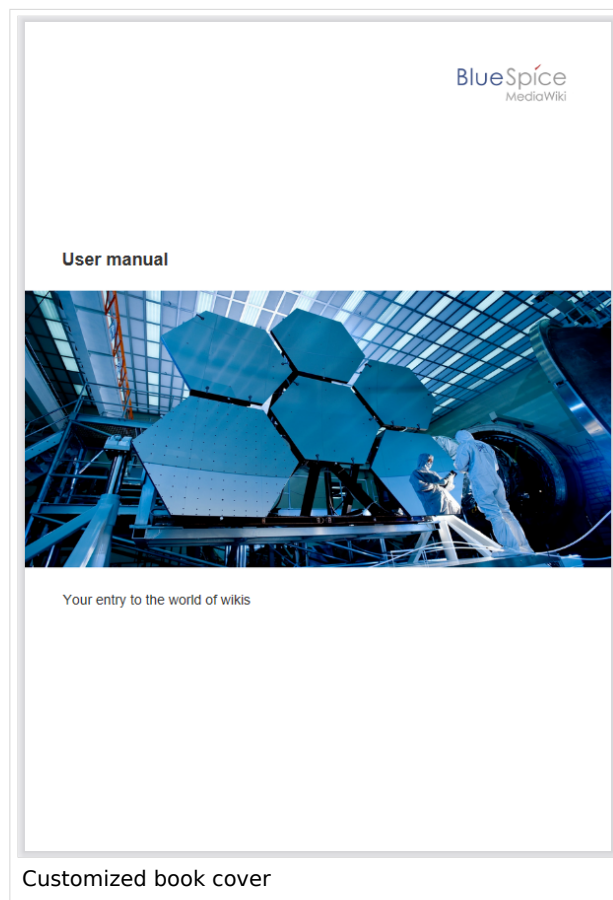 BlueSpice
MediaWiki
User manual
Your entry to the world of wikis
Customized book cover